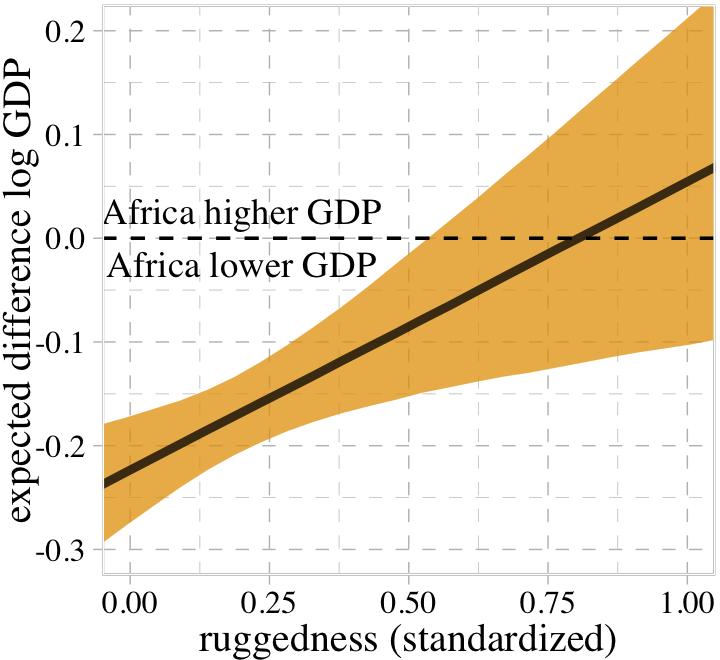 expected difference log GDP
0.2
0.1
0.0
-0.1
-0.2
-0.3
Africa higher GDP
Africa lower GDP
0.00 0.25 0.50 0.75 1.00
ruggedness (standardized)